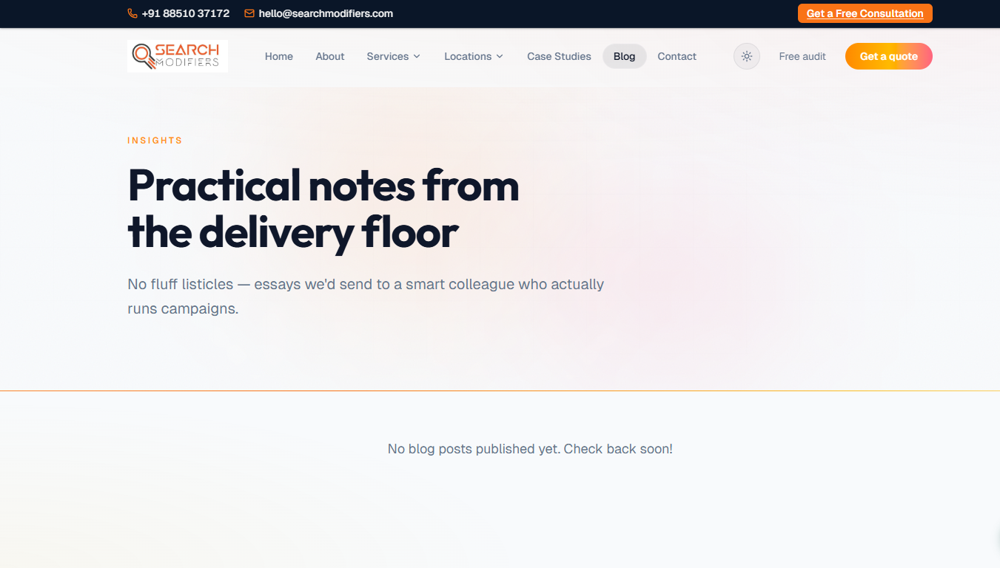 +91 88510 37172 hello@searchmodifiers.com Get a Free Consultation
SEARCH
MODIFIERS
Home About Services Locations Case Studies Blog Contact Free audit Get a quote
INSIGHTS
Practical notes from
the delivery floor
No fluff listicles — essays we'd send to a smart colleague who actually
runs campaigns.
No blog posts published yet. Check back soon!